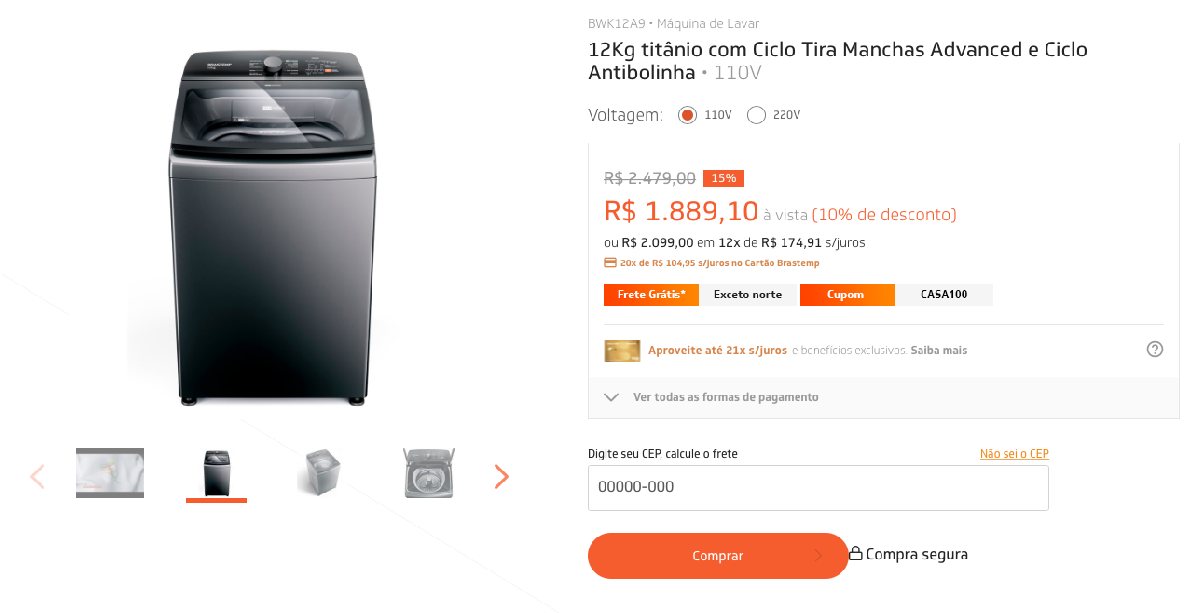 BWK12A9 • Máquina de Lavar
12Kg titânio com Ciclo Tira Manchas Advanced e Ciclo
Antibolinha • 110V
Voltagem: 110V 220V
R$ 2.479,00 15%
R$ 1.889,10 à vista (10% de desconto)
ou R$ 2.099,00 em 12x de R$ 174,91 s/juros
20x de R$ 104,95 s/juros no Cartão Brastemp
Frete Grátis* Exceto norte Cupom CASA100
Aproveite até 21x s/juros e benefícios exclusivos. Saiba mais
Ver todas as formas de pagamento
Digite seu CEP, calcule o frete Não sei o CEP
00000-000
Comprar Compra segura
BRASTEMP